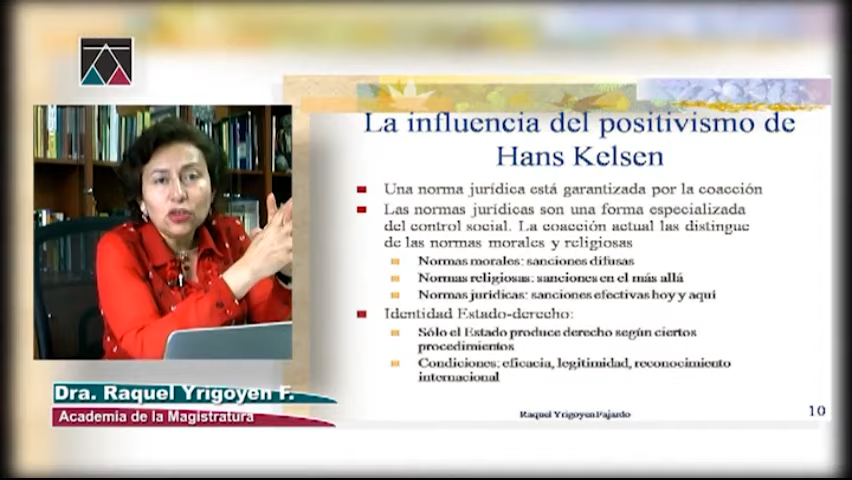 La influencia del positivismo de
Hans Kelsen
Una norma jurídica está garantizada por la coacción
Las normas jurídicas son una forma especializada
del control social. La coacción actual las distingue
de las normas morales y religiosas
Normas morales: sanciones difusas
Normas religiosas: sanciones en el más allá
Normas jurídicas: sanciones efectivas hoy y aquí
Identidad Estado-derecho:
Sólo el Estado produce derecho según ciertos
procedimientos
Condiciones: eficacia, legitimidad, reconocimiento
internacional
Raquel Yrigoyen Fajardo
10
Dra. Raquel Yrigoyen F.
Academia de la Magistratura